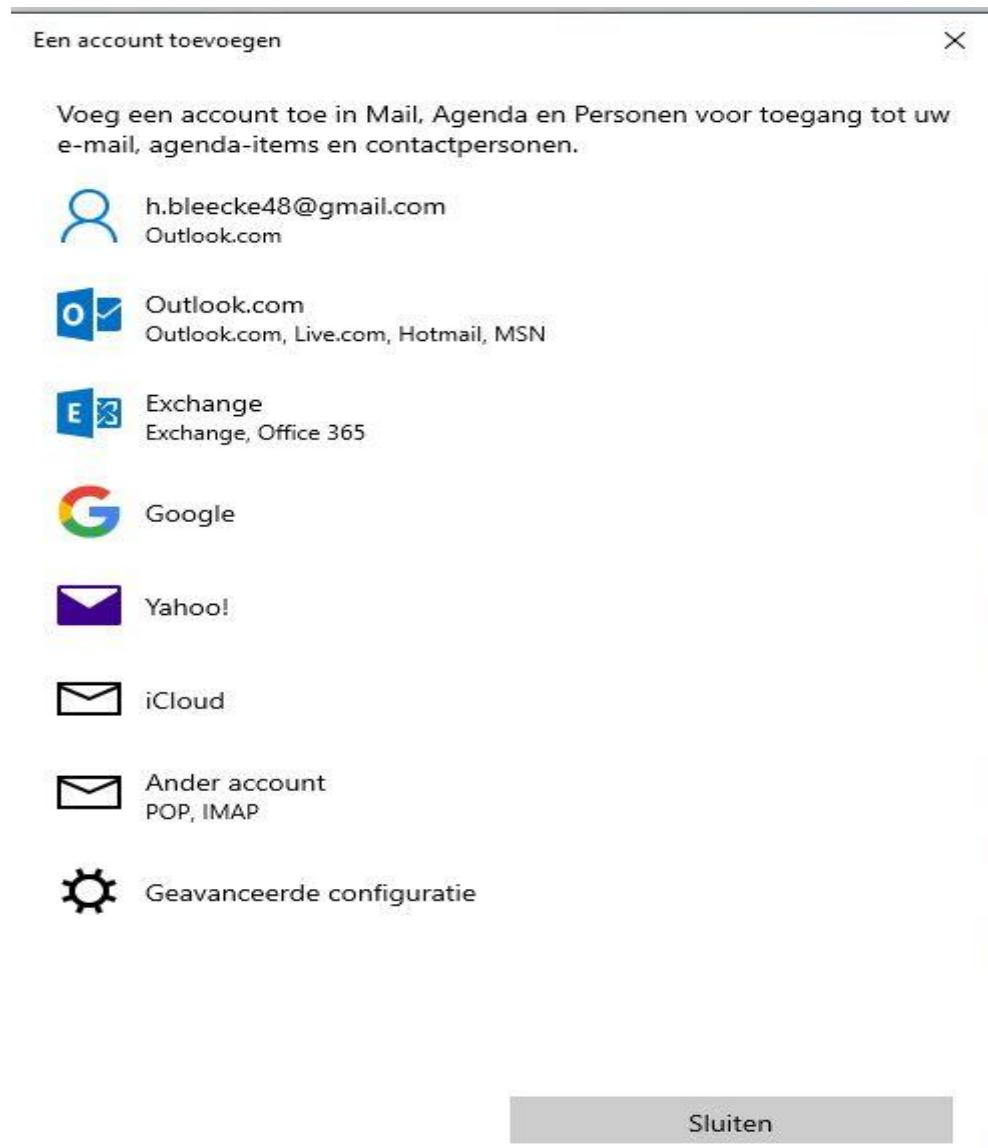 Een account toevoegen
Voeg een account toe in Mail, Agenda en Personen voor toegang tot uw
e-mail, agenda-items en contactpersonen.
h.bleecke48@gmail.com
Outlook.com
Outlook.com
Outlook.com, Live.com, Hotmail, MSN
Exchange
Exchange, Office 365
Google
Yahoo!
iCloud
Ander account
POP, IMAP
Geavanceerde configuratie
Sluiten